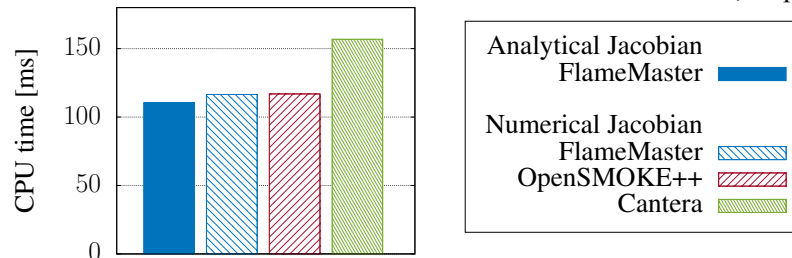 150
100
50
0
CPU time [ms]
Analytical Jacobian
FlameMaster
Numerical Jacobian
FlameMaster
OpenSMOKE++
Cantera